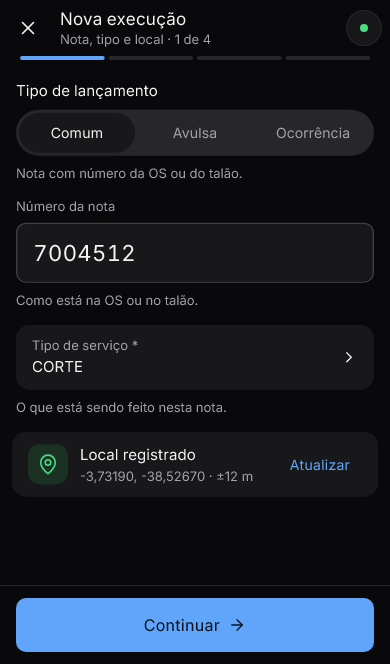 Nova execução
Nota, tipo e local · 1 de 4
Tipo de lançamento
Comum
Avulsa
Ocorrência
Nota com número da OS ou do talão.
Número da nota
7004512
Como está na OS ou no talão.
Tipo de serviço *
CORTE
O que está sendo feito nesta nota.
Local registrado
-3,73190, -38,52670 · ±12 m
Atualizar
Continuar →